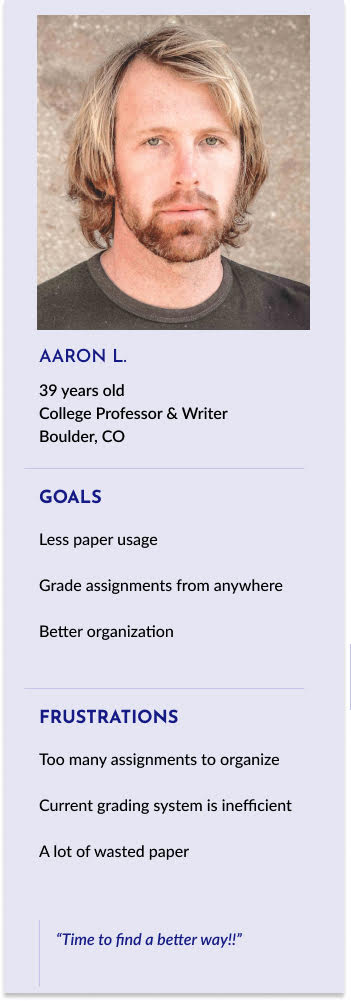 AARON L.
39 years old
College Professor & Writer
Boulder, CO
GOALS
Less paper usage
Grade assignments from anywhere
Better organization
FRUSTRATIONS
Too many assignments to organize
Current grading system is inefficient
A lot of wasted paper
“Time to find a better way!!”